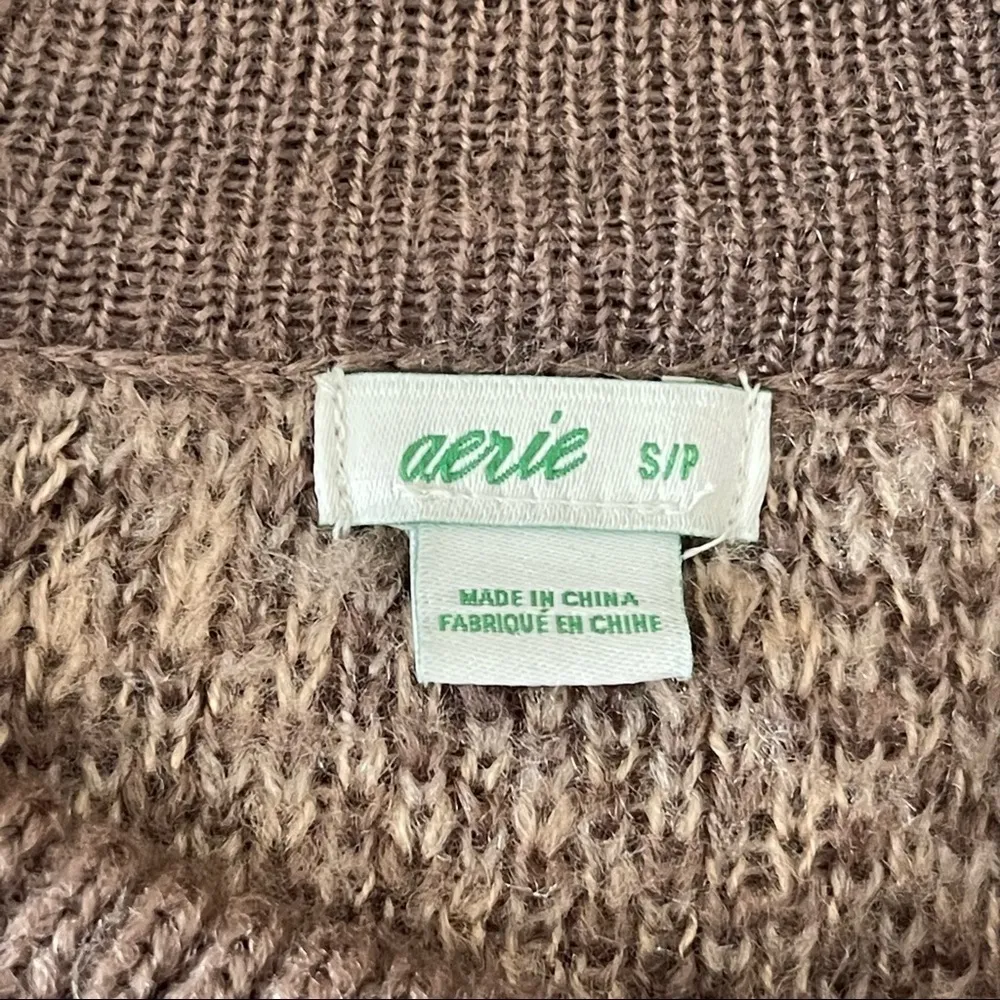 aerie S/P
MADE IN CHINA
FABRIQUÉ EN CHINE